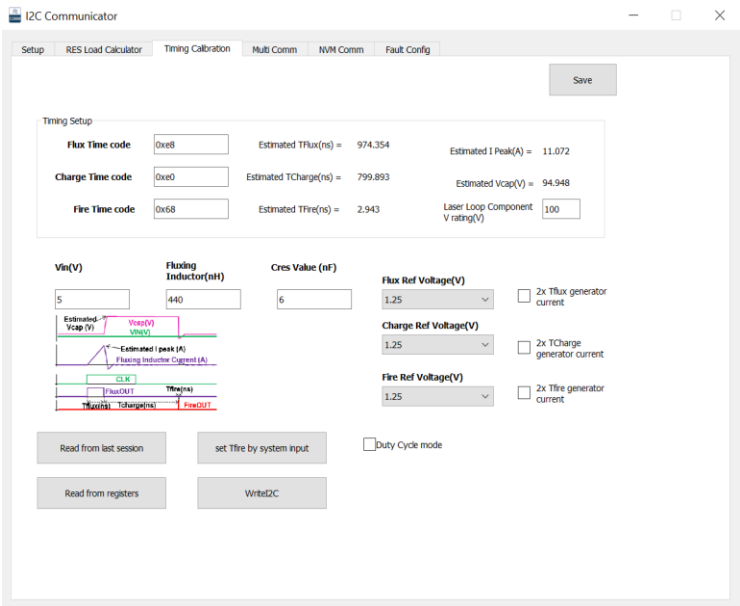 I2C Communicator
Setup RES Load Calculator Timing Calibration Multi Comm NVM Comm Fault Config
Save
Timing Setup
Flux Time code 0xe8 Estimated TFlux(ns) = 974.354
Estimated I Peak(A) = 11.072
Charge Time code 0xe0 Estimated TCharge(ns) = 799.893
Estimated Vcap(V) = 94.948
Fire Time code 0x68 Estimated TFire(ns) = 2.943
Laser Loop Component
V rating(V)
100
Vin(V)
Fluxing
Inductor(nH)
Cres Value (nF)
5 440 6
Flux Ref Voltage(V)
1.25
2x Tflux generator
current
Charge Ref Voltage(V)
1.25
2x TCharge
generator current
Fire Ref Voltage(V)
1.25
2x Tfire generator
current
Estimated
Vcap (V)
Vcap(V)
VIN(V)
Estimated I peak (A)
Fluxing Inductor Current (A)
CLK
FluxOUT
Tfire(ns)
Tflux(ns) Tcharge(ns) FireOUT
Read from last session set Tfire by system input Duty Cycle mode
Read from registers WriteI2C